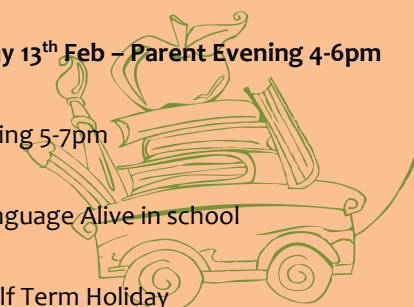 y 13th Feb – Parent Evening 4-6pm
ing 5-7pm
nguage Alive in school
lf Term Holiday